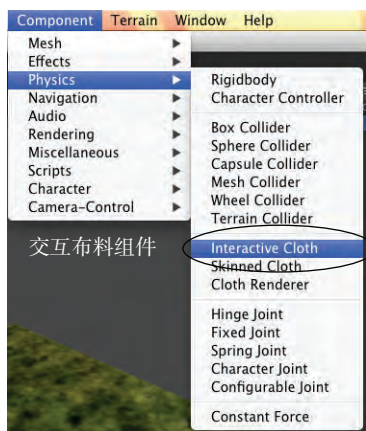 Component Terrain Window Help
Mesh
Effects
Physics
Navigation
Audio
Rendering
Miscellaneous
Scripts
Character
Camera-Control
交互布料组件
Rigidbody
Character Controller
Box Collider
Sphere Collider
Capsule Collider
Mesh Collider
Wheel Collider
Terrain Collider
Interactive Cloth
Skinned Cloth
Cloth Renderer
Hinge Joint
Fixed Joint
Spring Joint
Character Joint
Configurable Joint
Constant Force